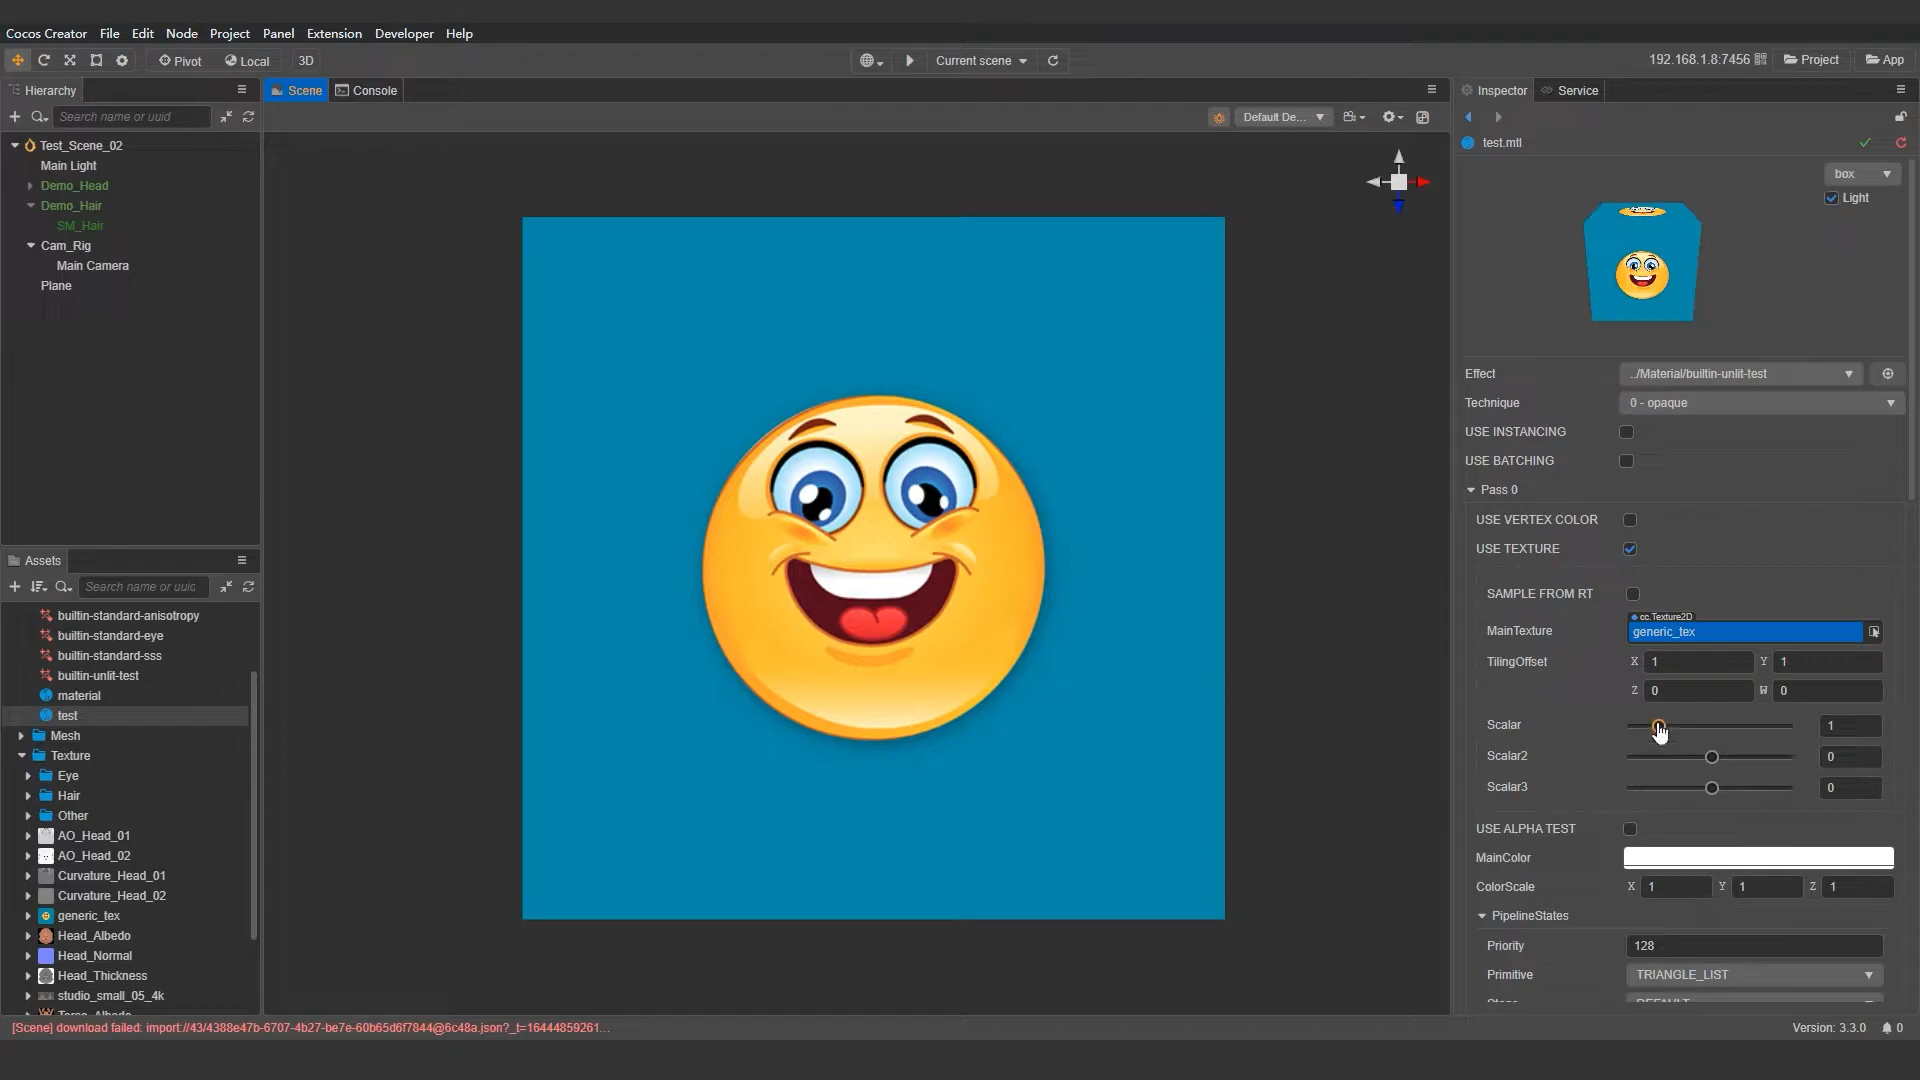 Cocos Creator File Edit Node Project Panel Extension Developer Help
Pivot Local 3D Current scene 192.168.1.8:7456 Project App
Hierarchy
Search name or uuid
Test_Scene_02
Main Light
Demo_Head
Demo_Hair
SM_Hair
Cam_Rig
Main Camera
Plane
Assets
Search name or uuic
builtin-standard-anisotropy
builtin-standard-eye
builtin-standard-sss
builtin-unlit-test
material
test
Mesh
Texture
Eye
Hair
Other
AO_Head_01
AO_Head_02
Curvature_Head_01
Curvature_Head_02
generic_tex
Head_Albedo
Head_Normal
Head_Thickness
studio_small_05_4k
Scene Console
Default De...
Inspector Service
test.mtl
box
Light
Effect ../Material/builtin-unlit-test
Technique 0 - opaque
USE INSTANCING
USE BATCHING
Pass 0
USE VERTEX COLOR
USE TEXTURE
SAMPLE FROM RT
cc.Texture2D
MainTexture generic_tex
TilingOffset X 1 Y 1
Z 0 W 0
Scalar 1
Scalar2 0
Scalar3 0
USE ALPHA TEST
MainColor
ColorScale X 1 Y 1 Z 1
PipelineStates
Priority 128
Primitive TRIANGLE_LIST
[Scene] download failed: import://43/4388e47b-6707-4b27-be7e-60b65d6f7844@6c48a.json?_t=16444859261...
Version: 3.3.0 0